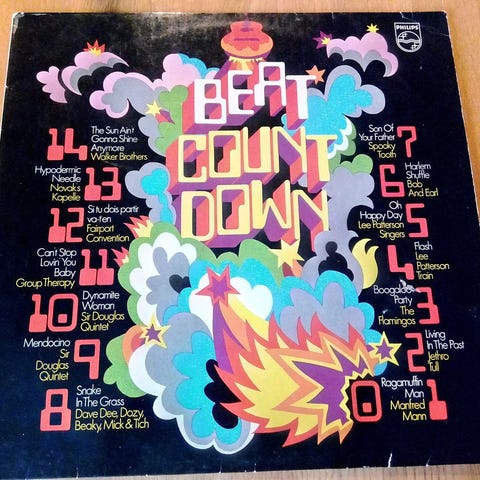 PHILIPS
BEAT
COUNT
DOWN
14
The Sun Ain't
Gonna Shine
Anymore
Walker Brothers
Hypodermic
Needle
Novaks
Kapelle
13
12
Si tu dois partir
va-t'en
Fairport
Convention
Can't Stop
Lovin' You
Baby
Group Therapy
11
10
Dynamite
Woman
Sir Douglas
Quintet
Mendocino
Sir
Douglas
Quintet
9
8
Snake
In The Grass
Dave Dee, Dozy,
Beaky, Mick & Tich
Son Of
Your Father
Spooky
Tooth
7
6
Harlem
Shuffle
Bob
And Earl
Oh
Happy Day
Lee Patterson
Singers
5
4
Flash
Lee
Patterson
Train
Boogaloo
Party
The
Flamingos
3
2
Living
In The Past
Jethro
Tull
Ragamuffin
Man
Manfred
Mann
1
0